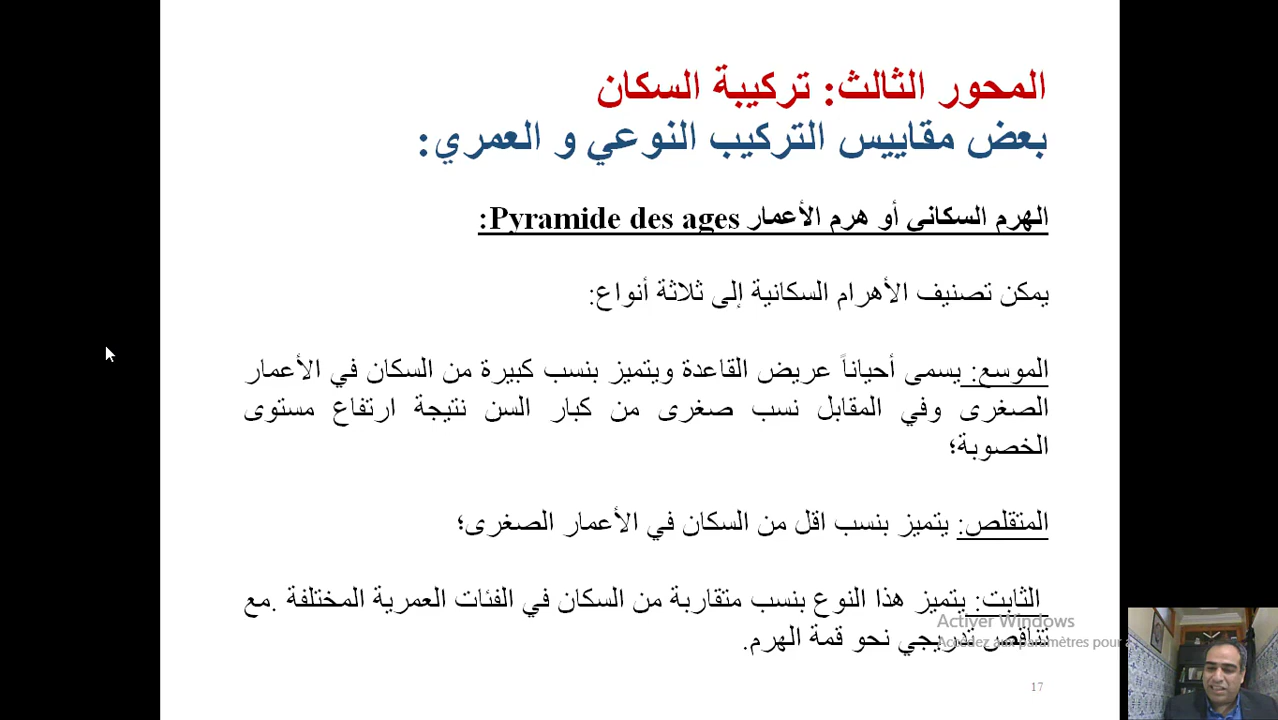 المحور الثالث: تركيبة السكان
بعض مقاييس التركيب النوعي و العمري:
الهرم السكاني أو هرم الأعمار Pyramide des ages:
يمكن تصنيف الأهرام السكانية إلى ثلاثة أنواع:
الموسع: يسمى أحياناً عريض القاعدة ويتميز بنسب كبيرة من السكان في الأعمار
الصغرى وفي المقابل نسب صغرى من كبار السن نتيجة ارتفاع مستوى
الخصوبة؛
المتقلص: يتميز بنسب اقل من السكان في الأعمار الصغرى؛
الثابت: يتميز هذا النوع بنسب متقاربة من السكان في الفئات العمرية المختلفة .مع
تناقص تدريجي نحو قمة الهرم.
Activer Windows
Accédez aux paramètres pour
17